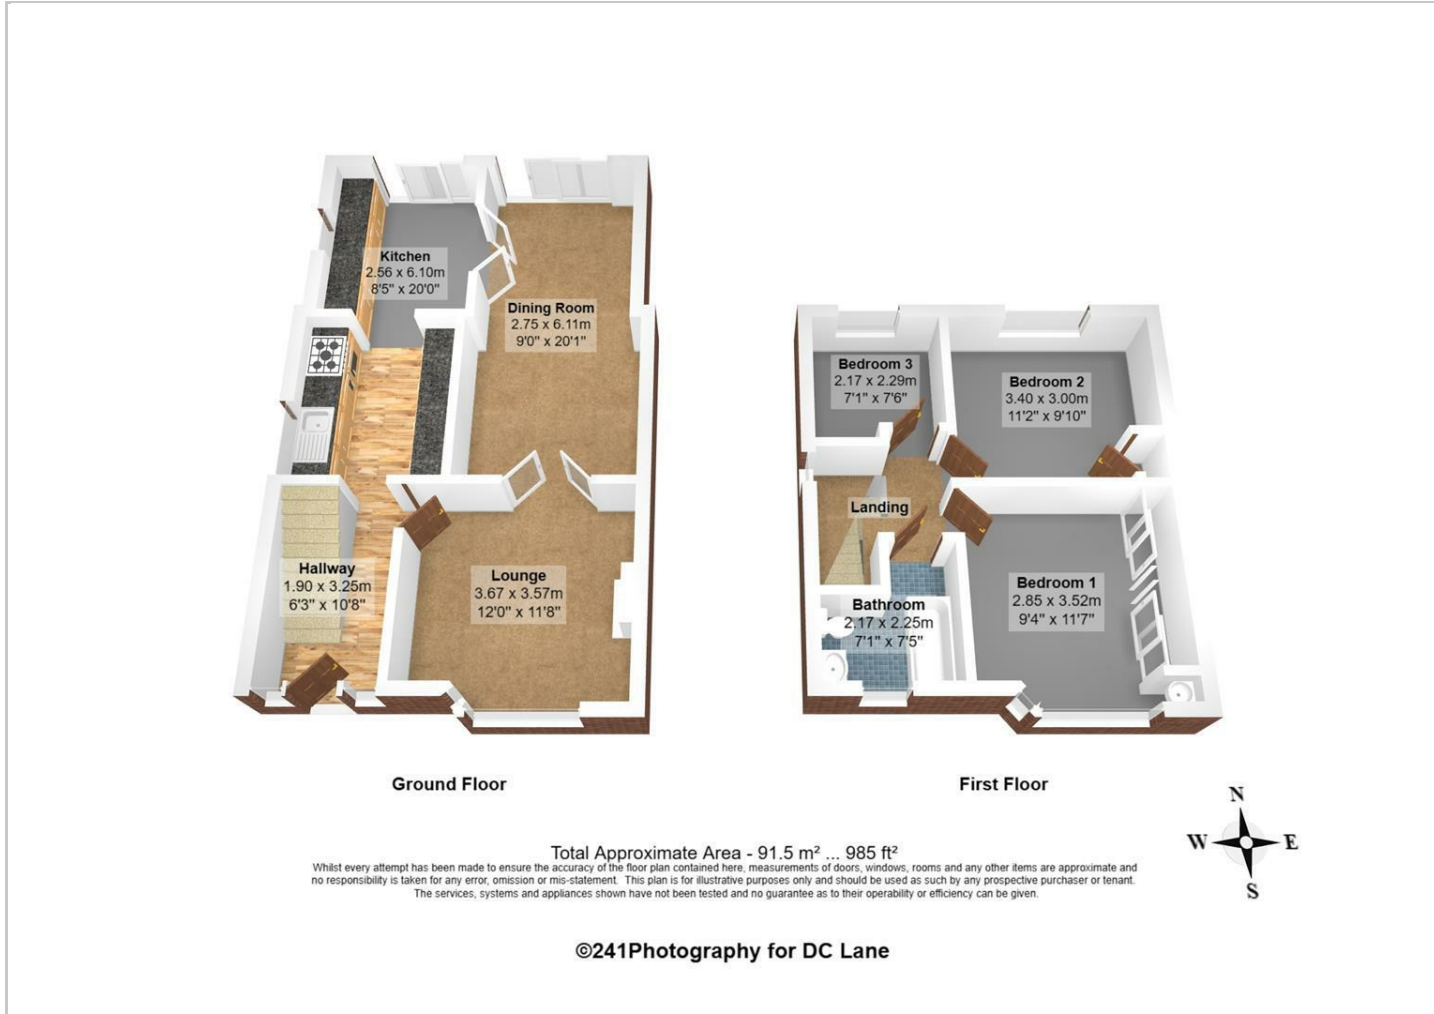 Kitchen
2.56 x 6.10m
8'5" x 20'0"
Dining Room
2.75 x 6.11m
9'0" x 20'1"
Hallway
1.90 x 3.25m
6'3" x 10'8"
Lounge
3.67 x 3.57m
12'0" x 11'8"
Bedroom 3
2.17 x 2.29m
7'1" x 7'6"
Bedroom 2
3.40 x 3.00m
11'2" x 9'10"
Landing
Bathroom
2.17 x 2.25m
7'1" x 7'5"
Bedroom 1
2.85 x 3.52m
9'4" x 11'7"
Ground Floor
First Floor
N
W
E
S
Total Approximate Area - 91.5 m² ... 985 ft²
Whilst every attempt has been made to ensure the accuracy of the floor plan contained here, measurements of doors, windows, rooms and any other items are approximate and
no responsibility is taken for any error, omission or mis-statement. This plan is for illustrative purposes only and should be used as such by any prospective purchaser or tenant.
The services, systems and appliances shown have not been tested and no guarantee as to their operability or efficiency can be given.
©241Photography for DC Lane